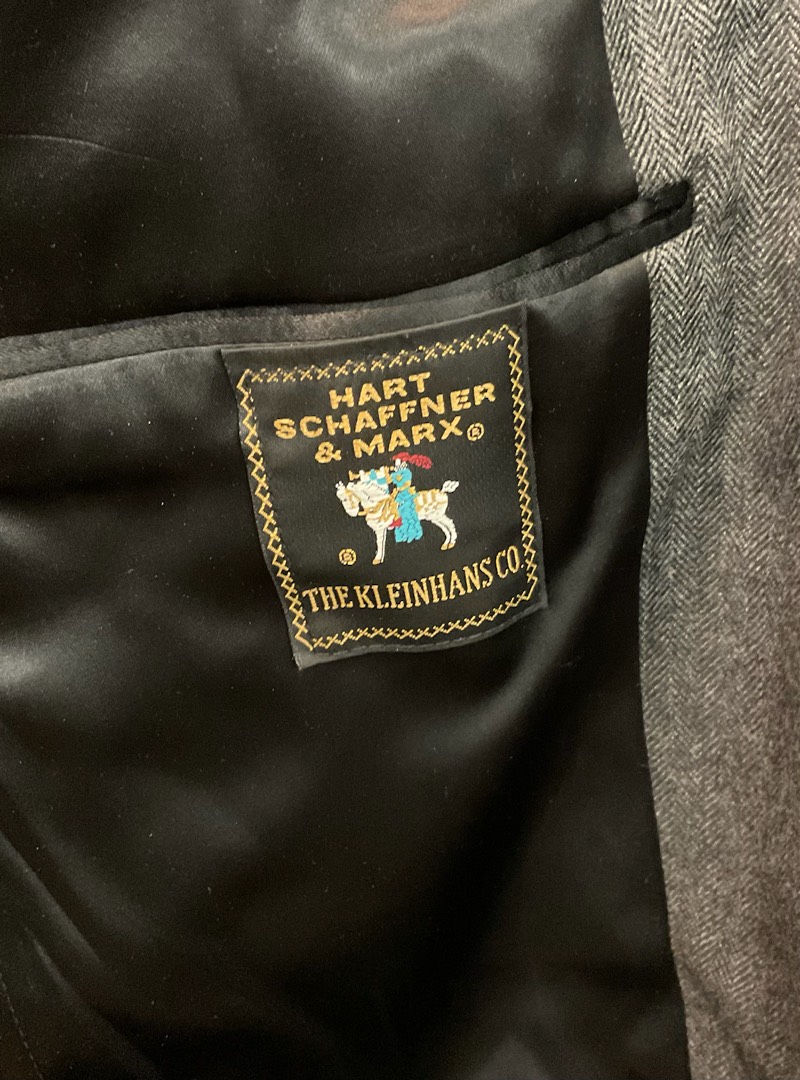 HART
SCHAFFNER
& MARX®
®
THE KLEINHANS CO.